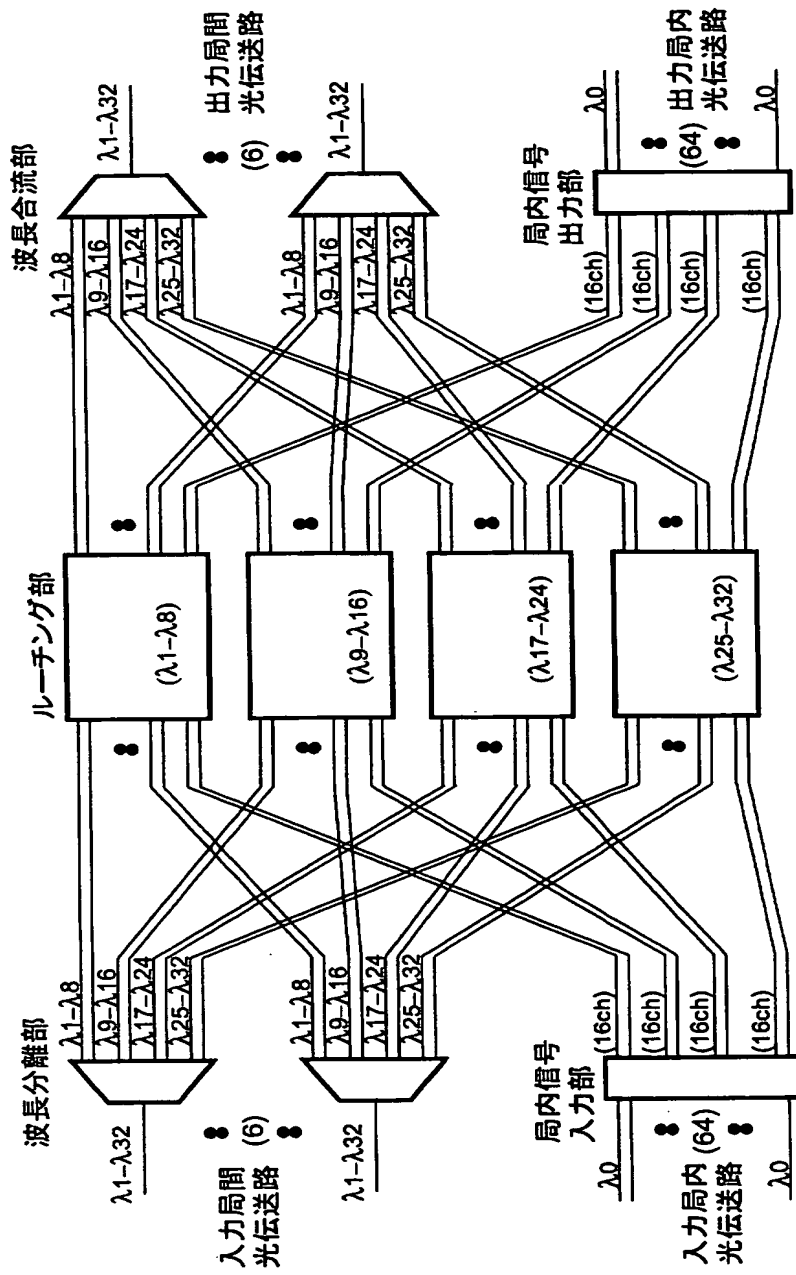 波長分離部
ルーチング部
波長合流部
λ1–λ32
λ1–λ8
λ9–λ16
λ17–λ24
λ25–λ32
(λ1–λ8)
λ1–λ8
λ9–λ16
λ17–λ24
λ25–λ32
λ1–λ32
入力局間
光伝送路
(6)
(λ9–λ16)
出力局間
光伝送路
(6)
λ1–λ32
λ1–λ8
λ9–λ16
λ17–λ24
λ25–λ32
(λ17–λ24)
λ1–λ8
λ9–λ16
λ17–λ24
λ25–λ32
λ1–λ32
局内信号
入力部
λ0
(16ch)
(16ch)
(16ch)
(16ch)
入力局内
光伝送路
(64)
λ0
(λ25–λ32)
局内信号
出力部
(16ch)
(16ch)
(16ch)
(16ch)
λ0
出力局内
光伝送路
(64)
λ0